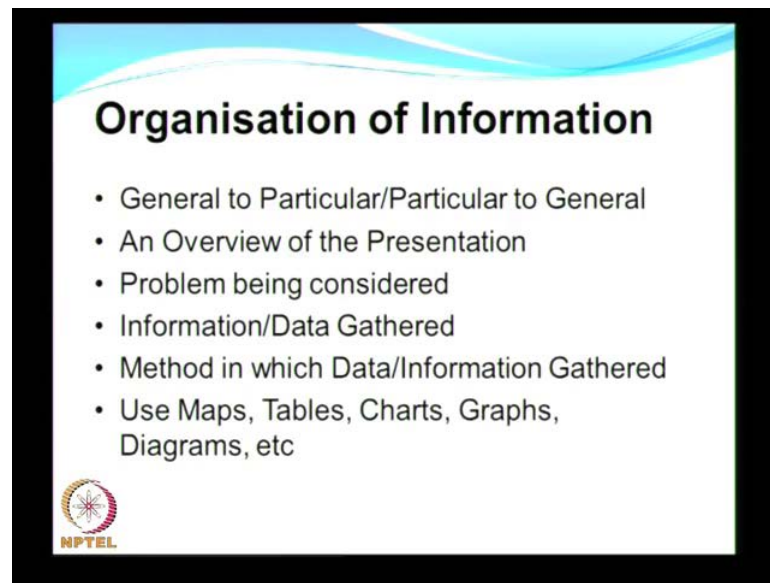 Organisation of Information
• General to Particular/Particular to General
• An Overview of the Presentation
• Problem being considered
• Information/Data Gathered
• Method in which Data/Information Gathered
• Use Maps, Tables, Charts, Graphs,
Diagrams, etc
NPTEL